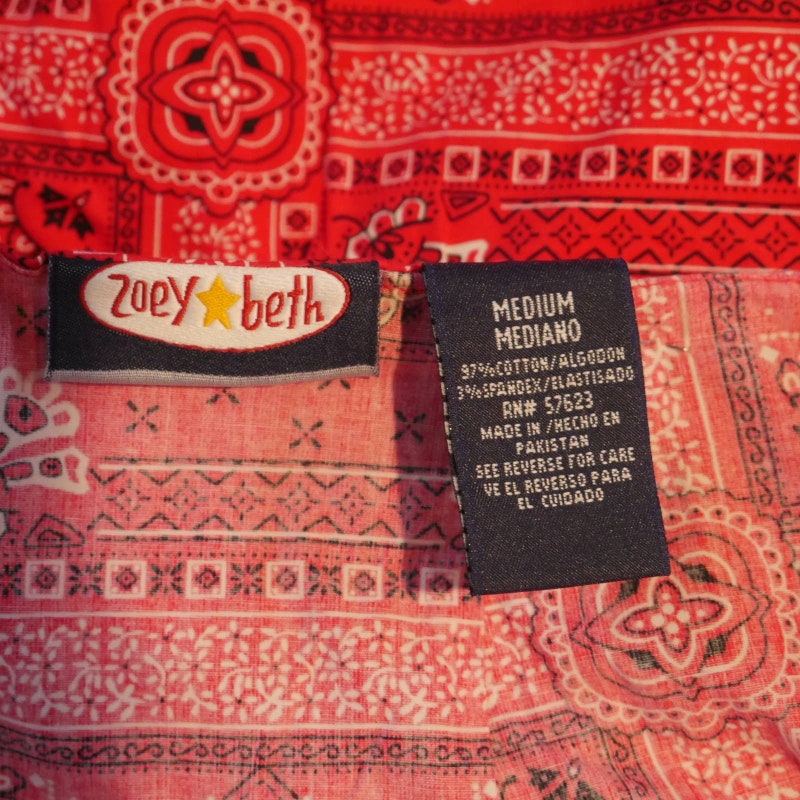 Zoey beth
MEDIUM
MEDIANO
97% COTTON/ALGODON
3% SPANDEX/ELASTISADO
RN# 57623
MADE IN /HECHO EN
PAKISTAN
SEE REVERSE FOR CARE
VE EL REVERSO PARA
EL CUIDADO